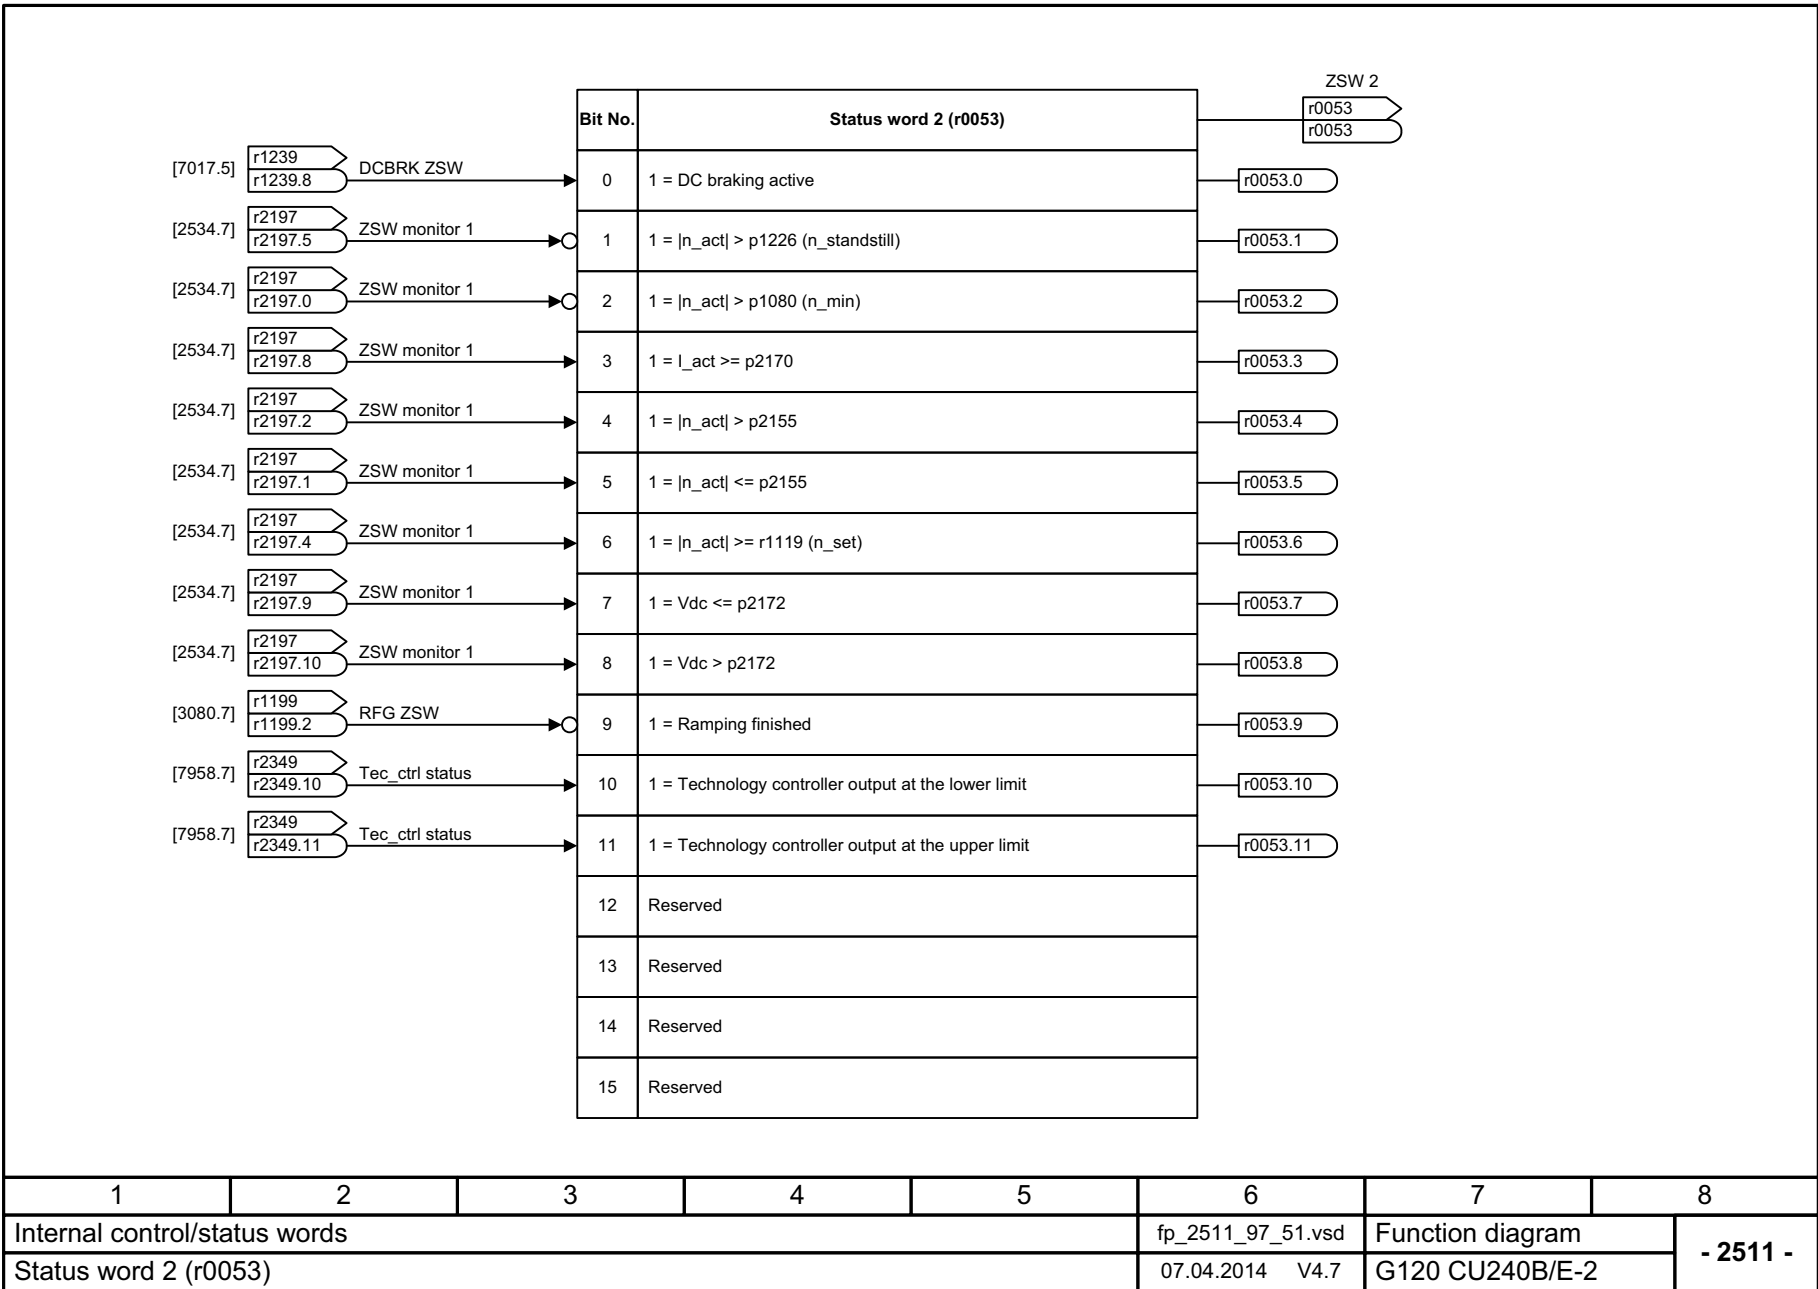 ZSW 2
r0053
r0053
Bit No. Status word 2 (r0053)
[7017.5] r1239 DCBRK ZSW
r1239.8 0 1 = DC braking active r0053.0
[2534.7] r2197 ZSW monitor 1
r2197.5 1 1 = |n_act| > p1226 (n_standstill) r0053.1
[2534.7] r2197 ZSW monitor 1
r2197.0 2 1 = |n_act| > p1080 (n_min) r0053.2
[2534.7] r2197 ZSW monitor 1
r2197.8 3 1 = I_act >= p2170 r0053.3
[2534.7] r2197 ZSW monitor 1
r2197.2 4 1 = |n_act| > p2155 r0053.4
[2534.7] r2197 ZSW monitor 1
r2197.1 5 1 = |n_act| <= p2155 r0053.5
[2534.7] r2197 ZSW monitor 1
r2197.4 6 1 = |n_act| >= r1119 (n_set) r0053.6
[2534.7] r2197 ZSW monitor 1
r2197.9 7 1 = Vdc <= p2172 r0053.7
[2534.7] r2197 ZSW monitor 1
r2197.10 8 1 = Vdc > p2172 r0053.8
[3080.7] r1199 RFG ZSW
r1199.2 9 1 = Ramping finished r0053.9
[7958.7] r2349 Tec_ctrl status
r2349.10 10 1 = Technology controller output at the lower limit r0053.10
[7958.7] r2349 Tec_ctrl status
r2349.11 11 1 = Technology controller output at the upper limit r0053.11
12 Reserved
13 Reserved
14 Reserved
15 Reserved
1 2 3 4 5 6 7 8
Internal control/status words fp_2511_97_51.vsd Function diagram - 2511 -
Status word 2 (r0053) 07.04.2014 V4.7 G120 CU240B/E-2